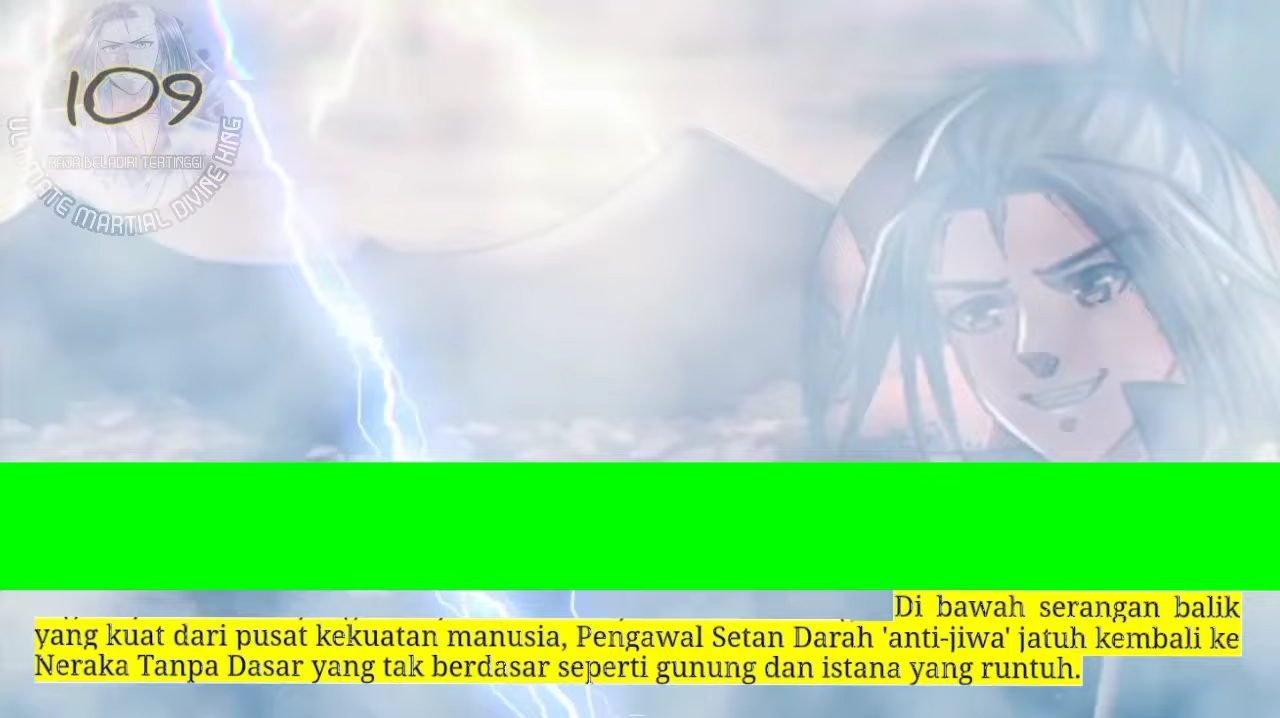 109
RAJA BELADIRI TERTINGGI
ULTIMATE MARTIAL DIVINE KING
Di bawah serangan balik
yang kuat dari pusat kekuatan manusia, Pengawal Setan Darah 'anti-jiwa' jatuh kembali ke
Neraka Tanpa Dasar yang tak berdasar seperti gunung dan istana yang runtuh.